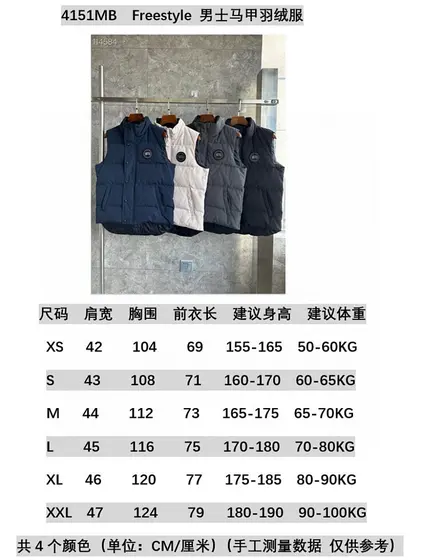 4151MB Freestyle 男士马甲羽绒服
N4584
尺码 肩宽 胸围 前衣长 建议身高 建议体重
XS 42 104 69 155-165 50-60KG
S 43 108 71 160-170 60-65KG
M 44 112 73 165-175 65-70KG
L 45 116 75 170-180 70-80KG
XL 46 120 77 175-185 80-90KG
XXL 47 124 79 180-190 90-100KG
共 4 个颜色（单位：CM/厘米）（手工测量数据 仅供参考）